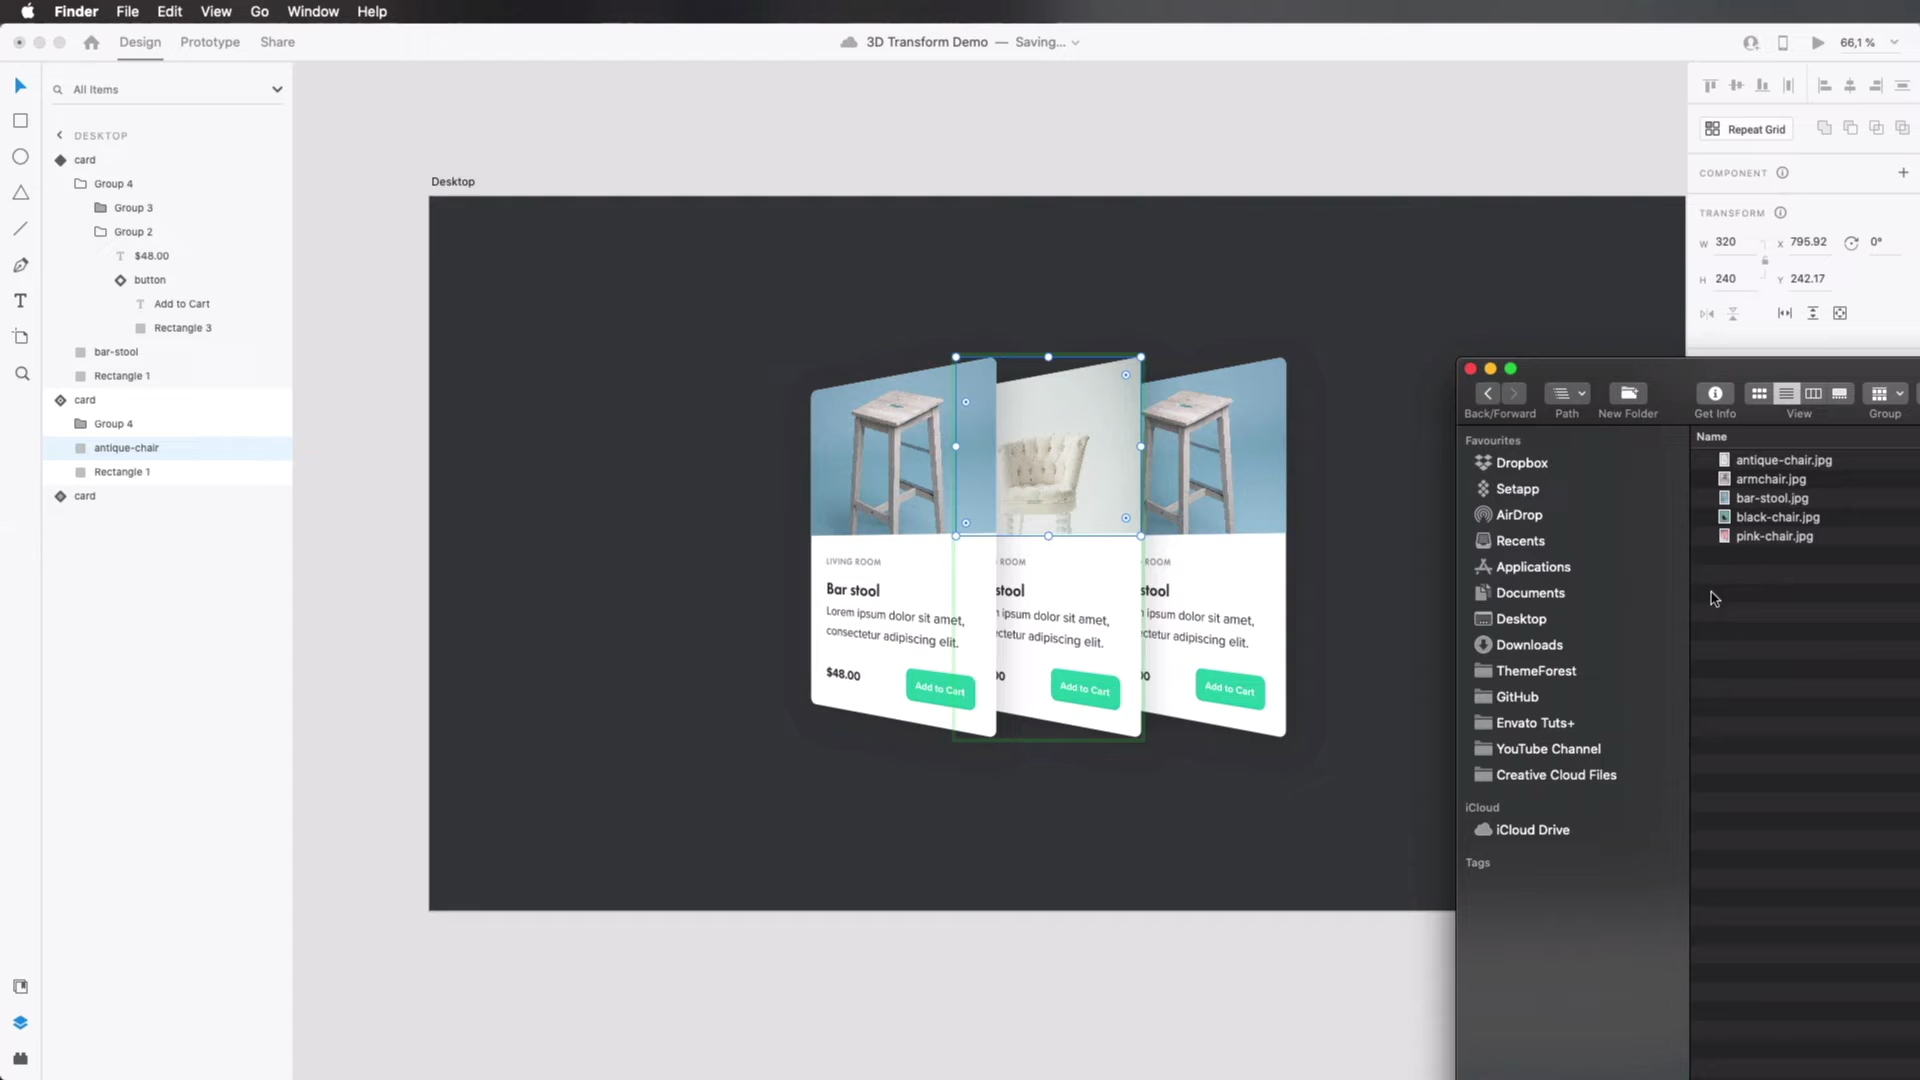 Finder File Edit View Go Window Help
Design Prototype Share
3D Transform Demo — Saving...
66,1 %
All Items
DESKTOP
card
Group 4
Group 3
Group 2
T $48.00
button
T Add to Cart
Rectangle 3
bar-stool
Rectangle 1
card
Group 4
antique-chair
Rectangle 1
card
Desktop
LIVING ROOM
Bar stool
Lorem ipsum dolor sit amet,
consectetur adipiscing elit.
$48.00
Add to Cart
ROOM
stool
ipsum dolor sit amet,
ctetur adipiscing elit.
00
Add to Cart
ROOM
stool
ipsum dolor sit amet,
ctetur adipiscing elit.
00
Add to Cart
Repeat Grid
COMPONENT
TRANSFORM
W 320 X 795.92 0°
H 240 Y 242.17
Back/Forward Path New Folder Get Info View Group
Favourites
Dropbox
Setapp
AirDrop
Recents
Applications
Documents
Desktop
Downloads
ThemeForest
GitHub
Envato Tuts+
YouTube Channel
Creative Cloud Files
iCloud
iCloud Drive
Tags
Name
antique-chair.jpg
armchair.jpg
bar-stool.jpg
black-chair.jpg
pink-chair.jpg